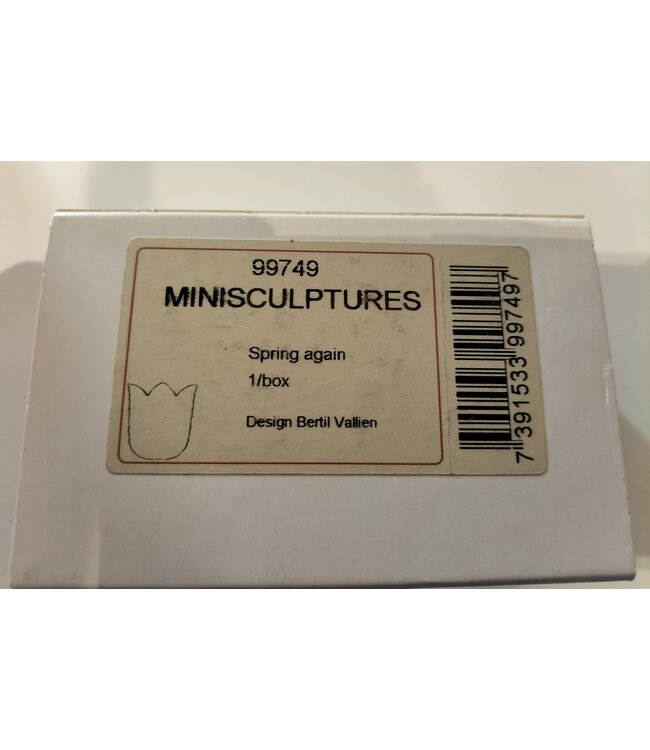 99749
MINISCULPTURES
Spring again
1/box
Design Bertil Vallien
7 391533 997497